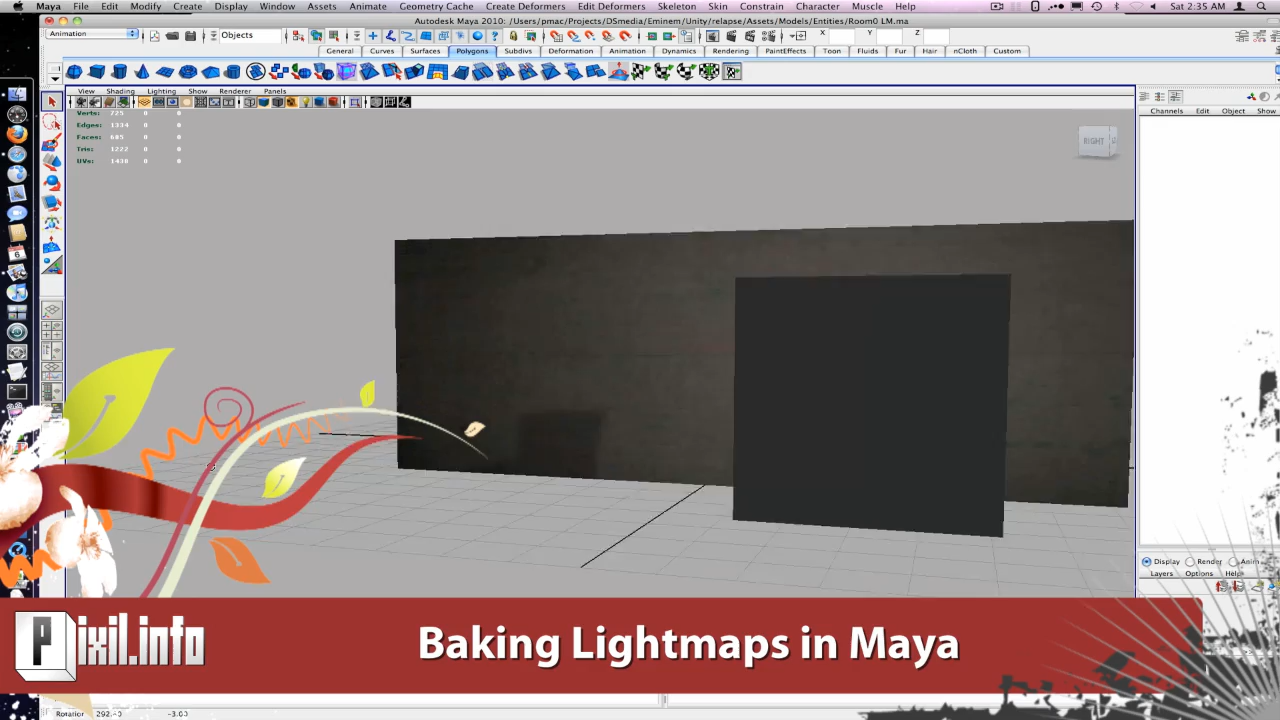 Maya File Edit Modify Create Display Window Assets Animate Geometry Cache Create Deformers Edit Deformers Skeleton Skin Constrain Character Muscle Help Sat 2:35 AM
Autodesk Maya 2010: /Users/pmac/Projects/DSmedia/Eminem/Unity/relapse/Assets/Models/Entities/Room0 LM.ma
Animation Objects X Y Z
General Curves Surfaces Polygons Subdivs Deformation Animation Dynamics Rendering PaintEffects Toon Fluids Fur Hair nCloth Custom
View Shading Lighting Show Renderer Panels
Channels Edit Object Show
Verts: 725 0 0
Edges: 1334 0 0
Faces: 605 0 0
Tris: 1222 0 0
UVs: 1430 0 0
RIGHT
6
Display Render Anim
Layers Options Help
Pixil.info
Baking Lightmaps in Maya
-3.00